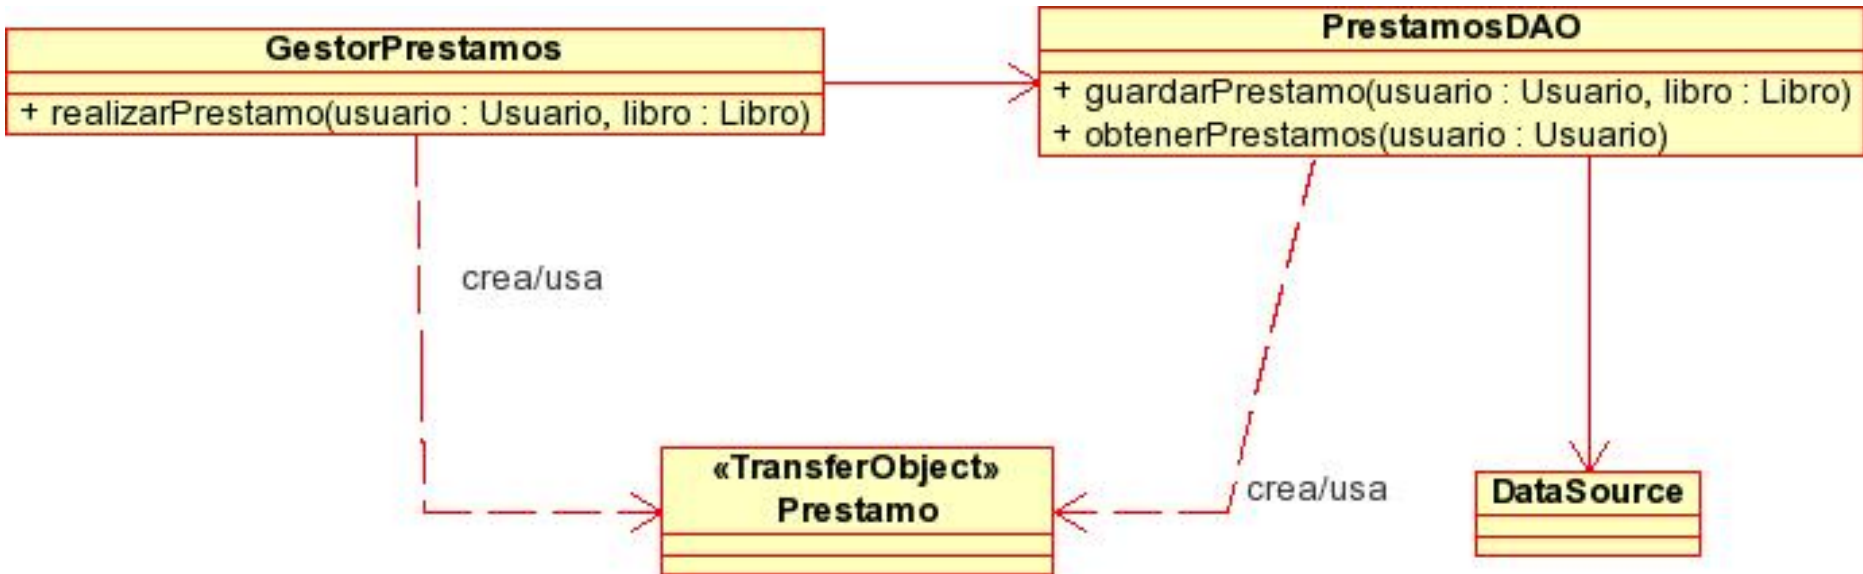 GestorPrestamos
+ realizarPrestamo(usuario : Usuario, libro : Libro)
PrestamosDAO
+ guardarPrestamo(usuario : Usuario, libro : Libro)
+ obtenerPrestamos(usuario : Usuario)
crea/usa
«TransferObject»
Prestamo
crea/usa
DataSource